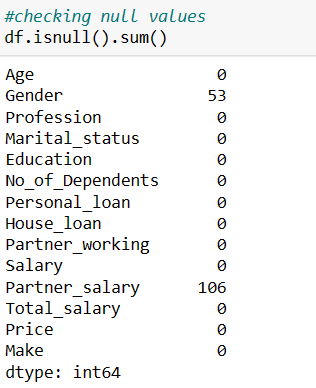 #checking null values
df.isnull().sum()
Age 0
Gender 53
Profession 0
Marital_status 0
Education 0
No_of_Dependents 0
Personal_loan 0
House_loan 0
Partner_working 0
Salary 0
Partner_salary 106
Total_salary 0
Price 0
Make 0
dtype: int64